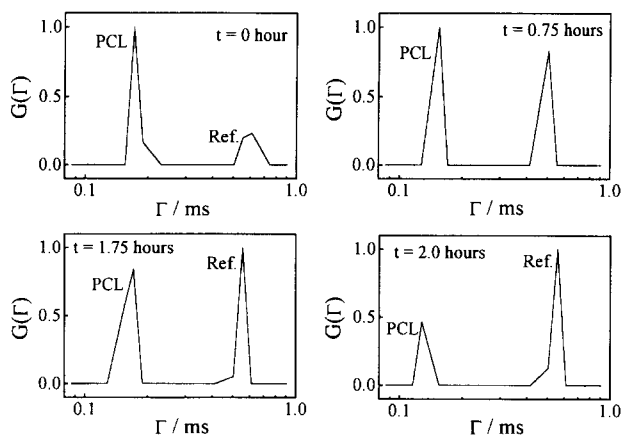 1.0
0.5
0.0
G(Γ)
PCL
t = 0 hour
Ref.
0.1
1.0
Γ / ms
1.0
0.5
0.0
G(Γ)
t = 0.75 hours
PCL
Ref.
0.1
1.0
Γ / ms
1.0
0.5
0.0
G(Γ)
t = 1.75 hours
PCL
Ref.
0.1
1.0
Γ / ms
1.0
0.5
0.0
G(Γ)
t = 2.0 hours
Ref.
PCL
0.1
1.0
Γ / ms